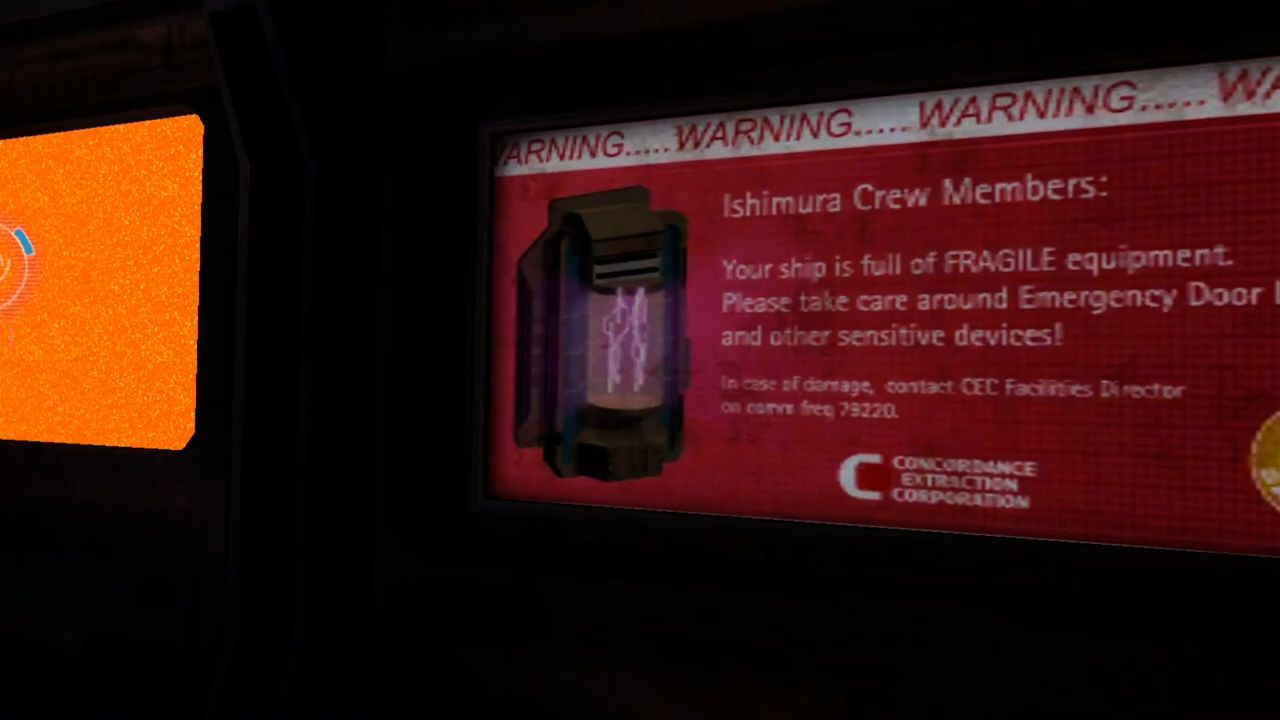 WARNING.....WARNING.....WARNING.....WA
Ishimura Crew Members:
Your ship is full of FRAGILE equipment.
Please take care around Emergency Door
and other sensitive devices!
In case of damage, contact CEC Facilities Director
on comm freq 79220.
CONCORDANCE
EXTRACTION
CORPORATION